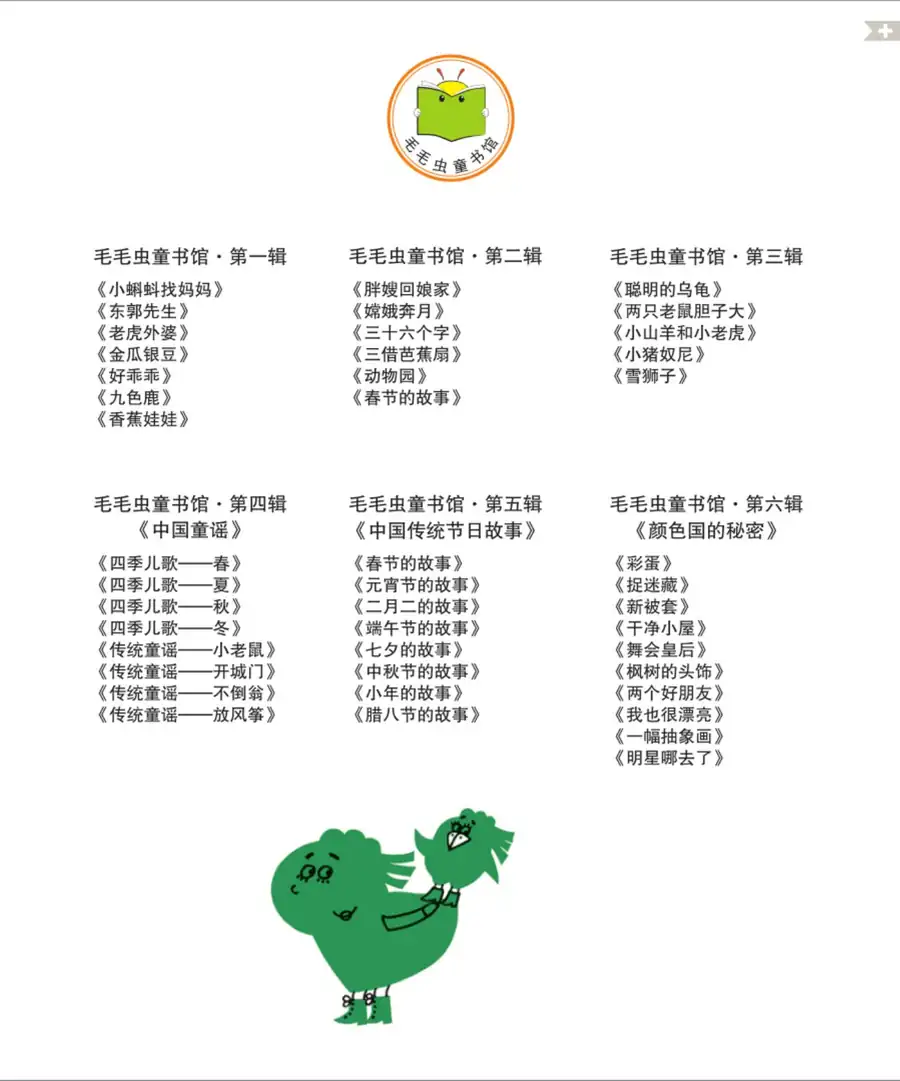 毛毛虫童书馆
毛毛虫童书馆·第一辑
《小蝌蚪找妈妈》
《东郭先生》
《老虎外婆》
《金瓜银豆》
《好乖乖》
《九色鹿》
《香蕉娃娃》
毛毛虫童书馆·第二辑
《胖嫂回娘家》
《嫦娥奔月》
《三十六个字》
《三借芭蕉扇》
《动物园》
《春节的故事》
毛毛虫童书馆·第三辑
《聪明的乌龟》
《两只老鼠胆子大》
《小山羊和小老虎》
《小猪奴尼》
《雪狮子》
毛毛虫童书馆·第四辑
《中国童谣》
《四季儿歌——春》
《四季儿歌——夏》
《四季儿歌——秋》
《四季儿歌——冬》
《传统童谣——小老鼠》
《传统童谣——开城门》
《传统童谣——不倒翁》
《传统童谣——放风筝》
毛毛虫童书馆·第五辑
《中国传统节日故事》
《春节的故事》
《元宵节的故事》
《二月二的故事》
《端午节的故事》
《七夕的故事》
《中秋节的故事》
《小年的故事》
《腊八节的故事》
毛毛虫童书馆·第六辑
《颜色国的秘密》
《彩蛋》
《捉迷藏》
《新被套》
《干净小屋》
《舞会皇后》
《枫树的头饰》
《两个好朋友》
《我也很漂亮》
《一幅抽象画》
《明星哪去了》